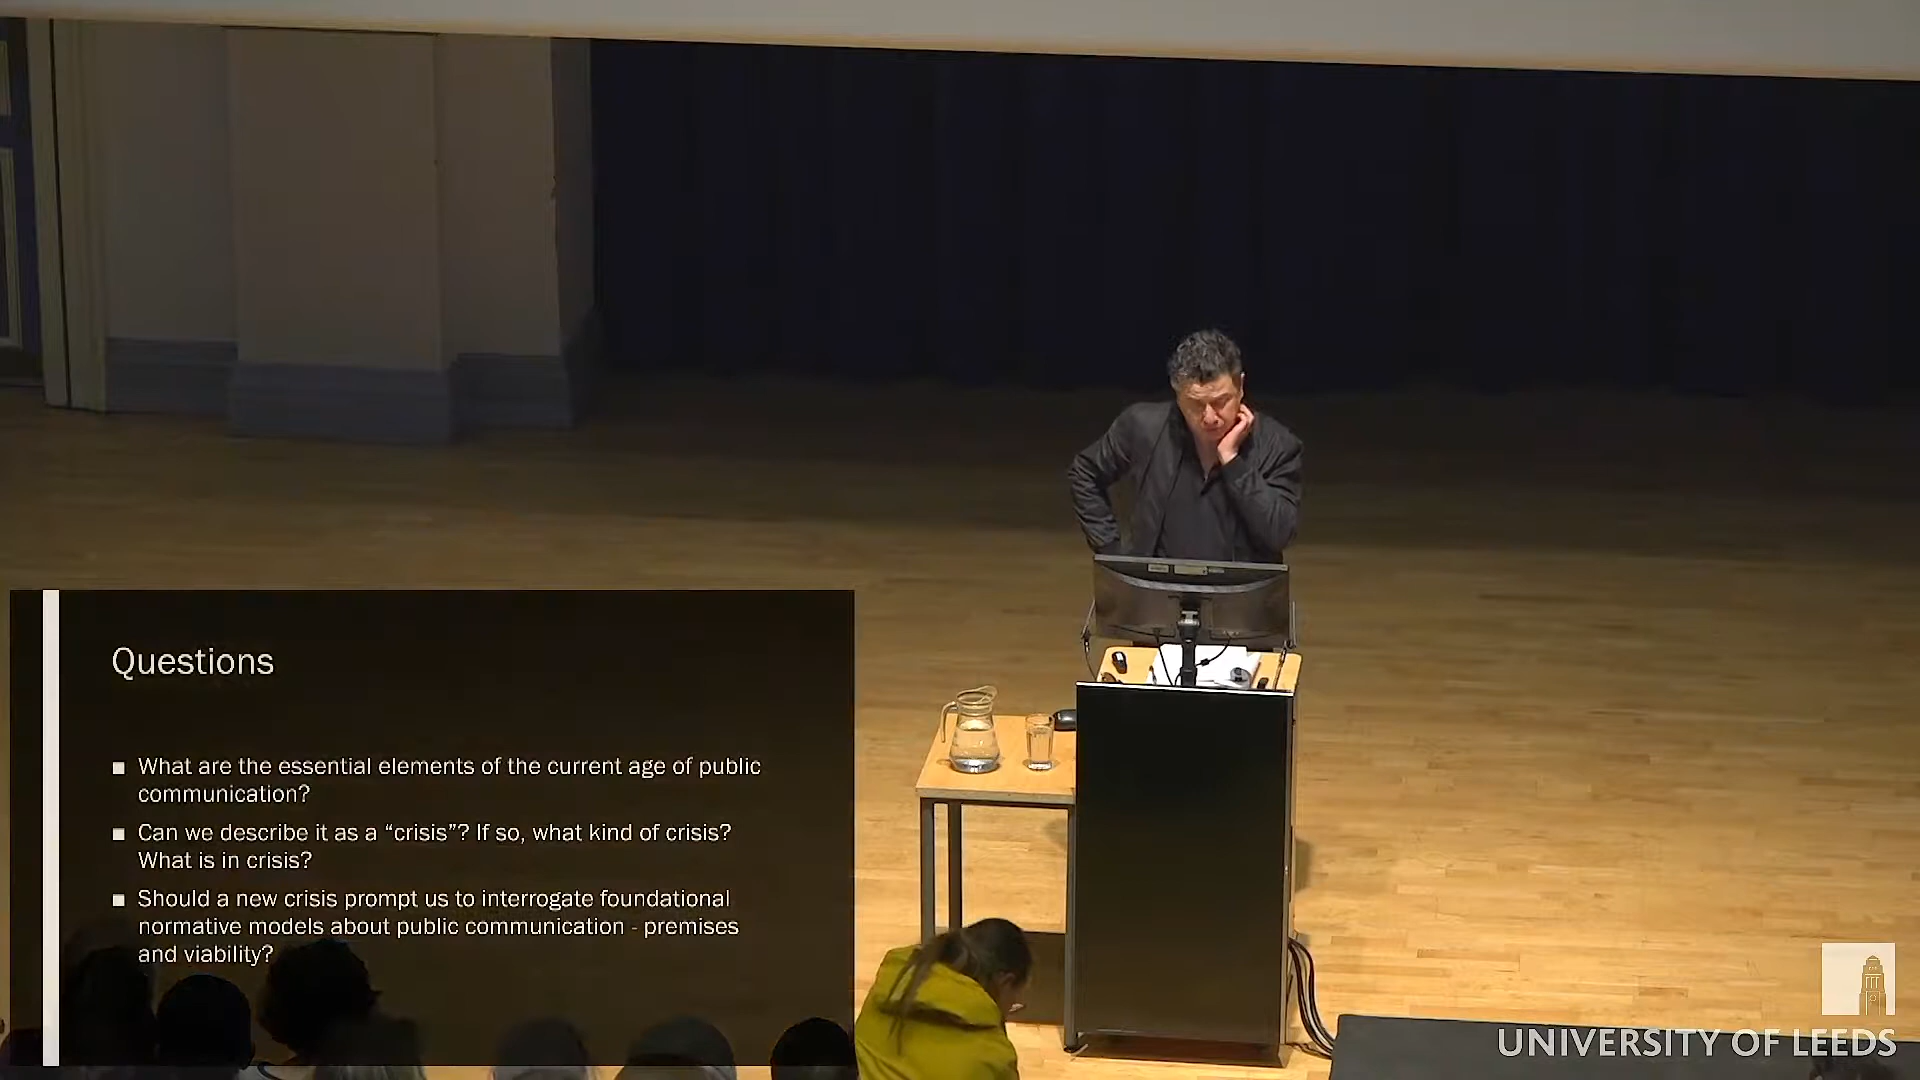 Questions
■ What are the essential elements of the current age of public
communication?
■ Can we describe it as a “crisis”? If so, what kind of crisis?
What is in crisis?
■ Should a new crisis prompt us to interrogate foundational
normative models about public communication - premises
and viability?
UNIVERSITY OF LEEDS